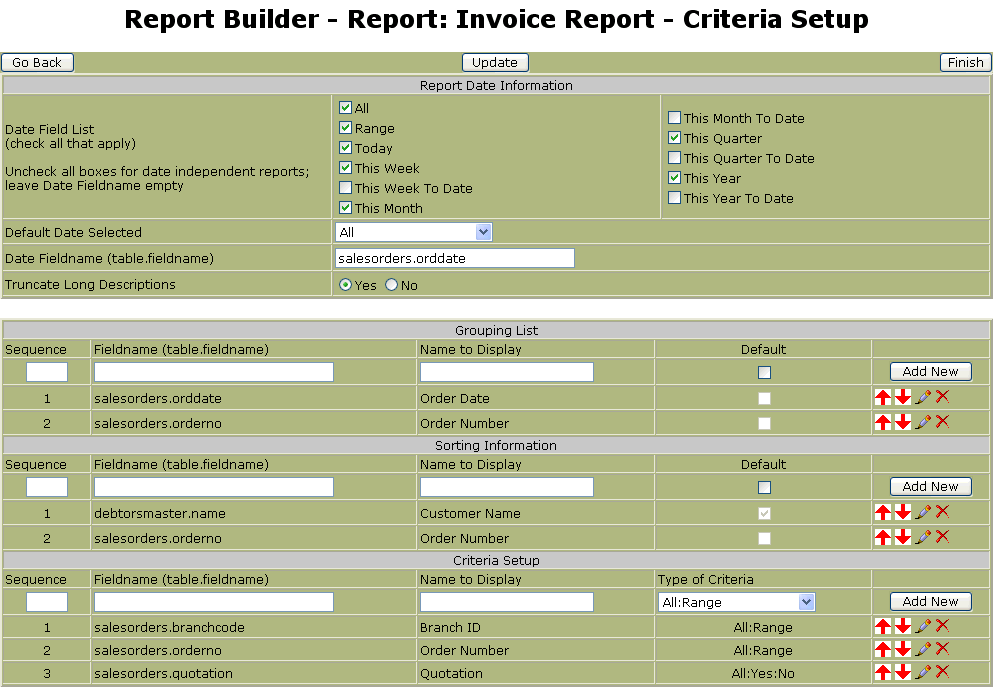 Report Builder - Report: Invoice Report - Criteria Setup
Go Back Update Finish
Report Date Information
Date Field List
(check all that apply)
Uncheck all boxes for date independent reports;
leave Date Fieldname empty
All
Range
Today
This Week
This Week To Date
This Month
This Month To Date
This Quarter
This Quarter To Date
This Year
This Year To Date
Default Date Selected All
Date Fieldname (table.fieldname) salesorders.orddate
Truncate Long Descriptions Yes No
Grouping List
Sequence Fieldname (table.fieldname) Name to Display Default
Add New
1 salesorders.orddate Order Date
2 salesorders.orderno Order Number
Sorting Information
Sequence Fieldname (table.fieldname) Name to Display Default
Add New
1 debtorsmaster.name Customer Name
2 salesorders.orderno Order Number
Criteria Setup
Sequence Fieldname (table.fieldname) Name to Display Type of Criteria
All:Range Add New
1 salesorders.branchcode Branch ID All:Range
2 salesorders.orderno Order Number All:Range
3 salesorders.quotation Quotation All:Yes:No